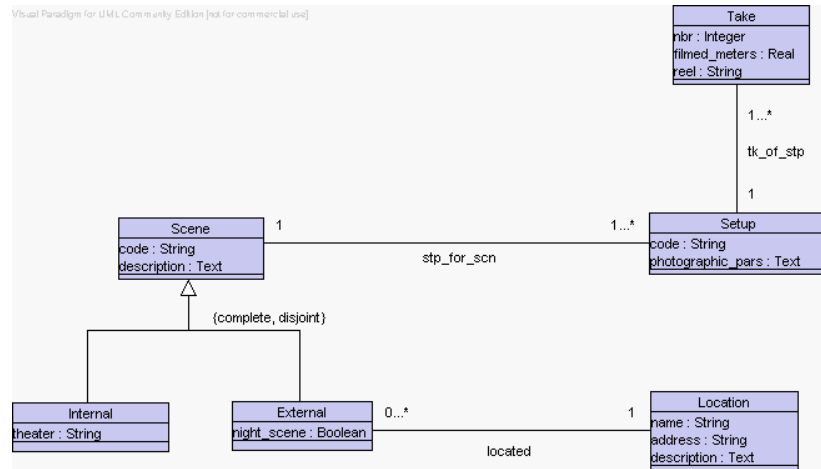 Visual Paradigm for UML Community Edition [not for commercial use]
Take
nbr : Integer
filmed_meters : Real
reel : String
1...*
tk_of_stp
1
Scene
code : String
description : Text
1
1...*
stp_for_scn
Setup
code : String
photographic_pars : Text
{complete, disjoint}
Internal
theater : String
External
night_scene : Boolean
0...*
1
located
Location
name : String
address : String
description : Text